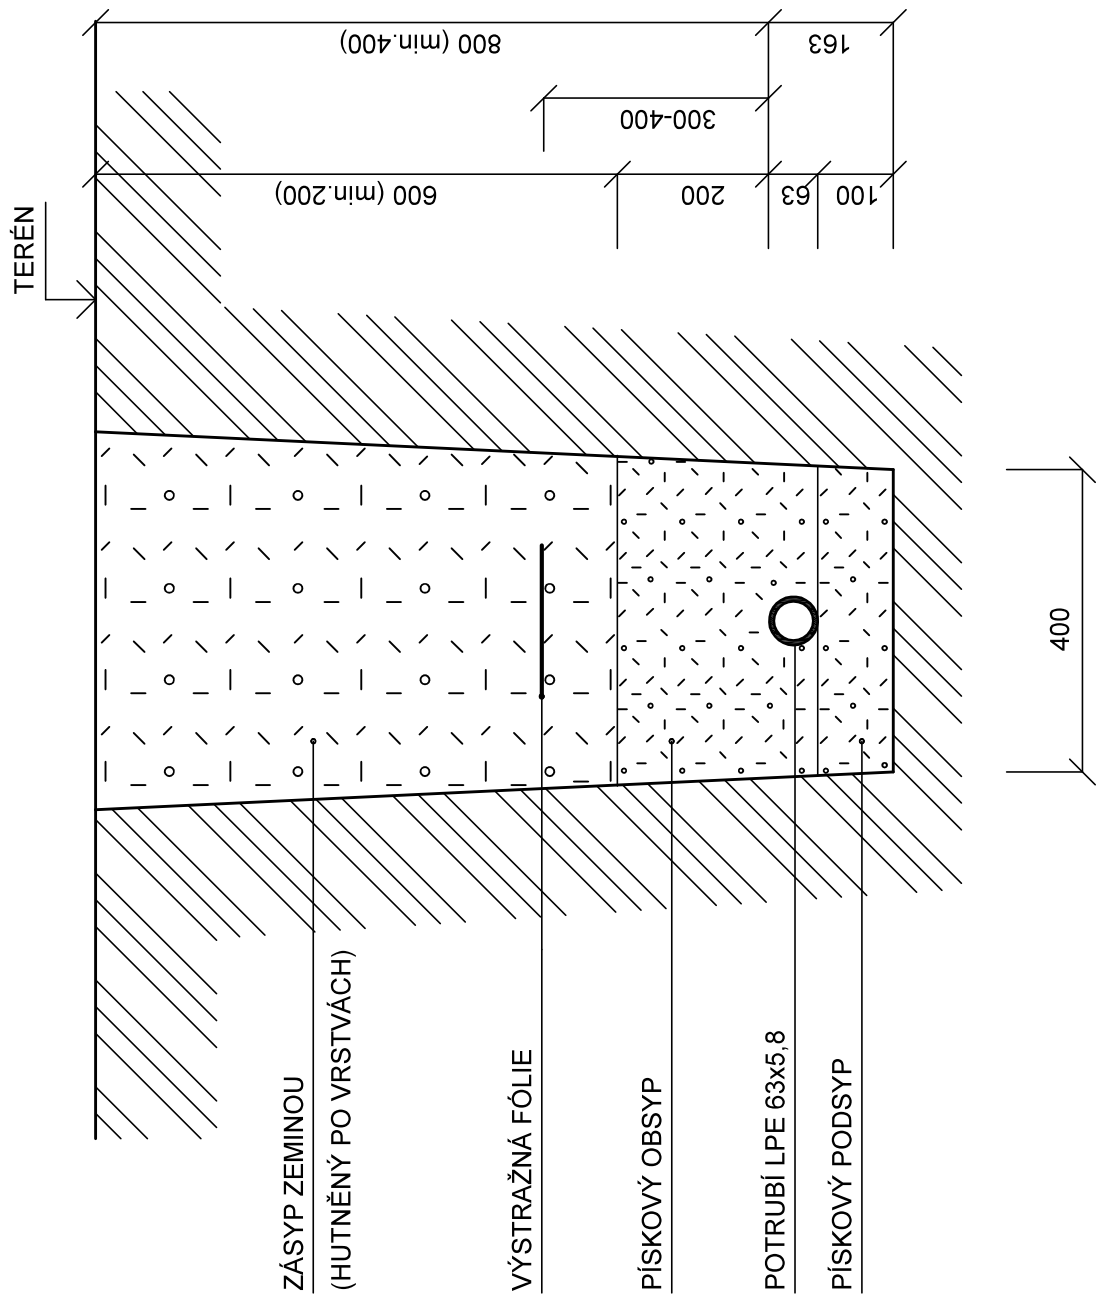 TERÉN
800 (min.400)
163
300-400
600 (min.200)
200
63
100
400
ZÁSYP ZEMINOU
(HUTNĚNÝ PO VRSTVÁCH)
VÝSTRAŽNÁ FÓLIE
PÍSKOVÝ OBSYP
POTRUBÍ LPE 63x5,8
PÍSKOVÝ PODSYP